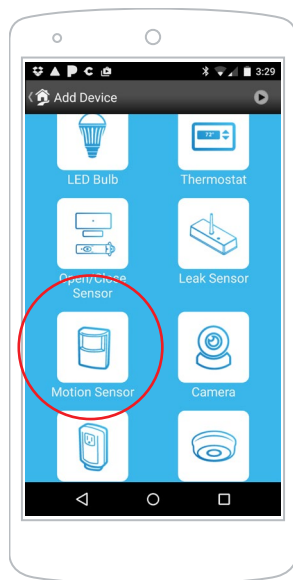 3:29
Add Device
72°
LED Bulb Thermostat
Open/Close Leak Sensor
Sensor
Motion Sensor Camera